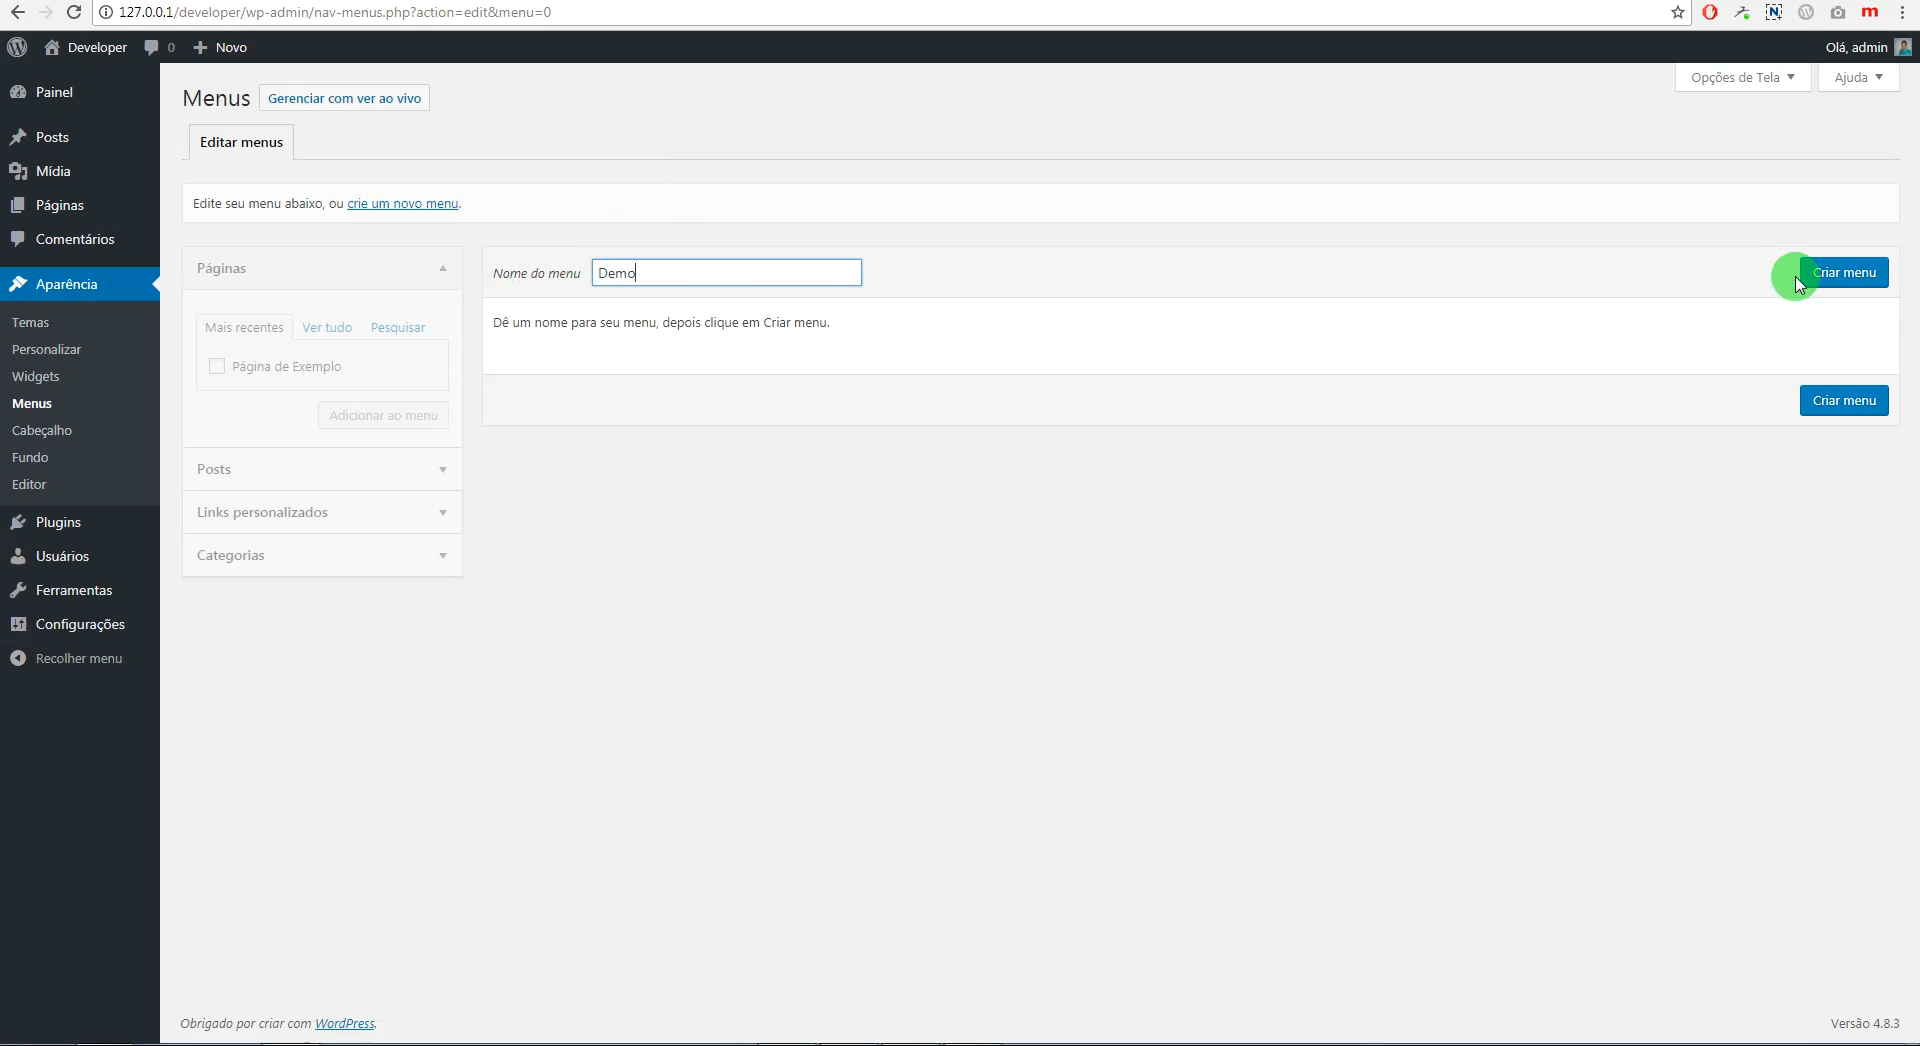 127.0.0.1/developer/wp-admin/nav-menus.php?action=edit&menu=0
Developer 0 Novo Olá, admin
Opções de Tela Ajuda
Painel
Posts
Mídia
Páginas
Comentários
Aparência
Temas
Personalizar
Widgets
Menus
Cabeçalho
Fundo
Editor
Plugins
Usuários
Ferramentas
Configurações
Recolher menu
Menus Gerenciar com ver ao vivo
Editar menus
Edite seu menu abaixo, ou crie um novo menu.
Páginas
Mais recentes Ver tudo Pesquisar
Página de Exemplo
Adicionar ao menu
Posts
Links personalizados
Categorias
Nome do menu Demo Criar menu
Dê um nome para seu menu, depois clique em Criar menu.
Criar menu
Obrigado por criar com WordPress. Versão 4.8.3